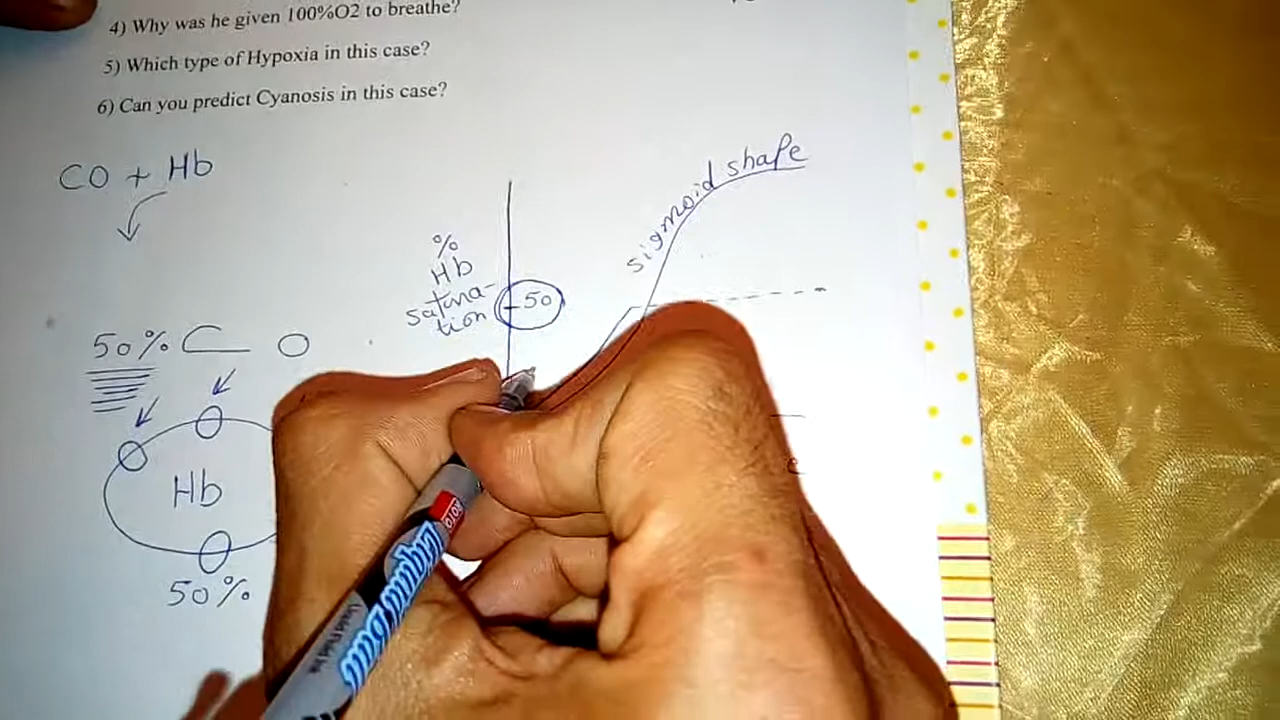 4) Why was he given 100%O2 to breathe?
5) Which type of Hypoxia in this case?
6) Can you predict Cyanosis in this case?
CO + Hb
sigmoid shape
%
Hb
satura-
tion
50
50% C O
Hb
50%